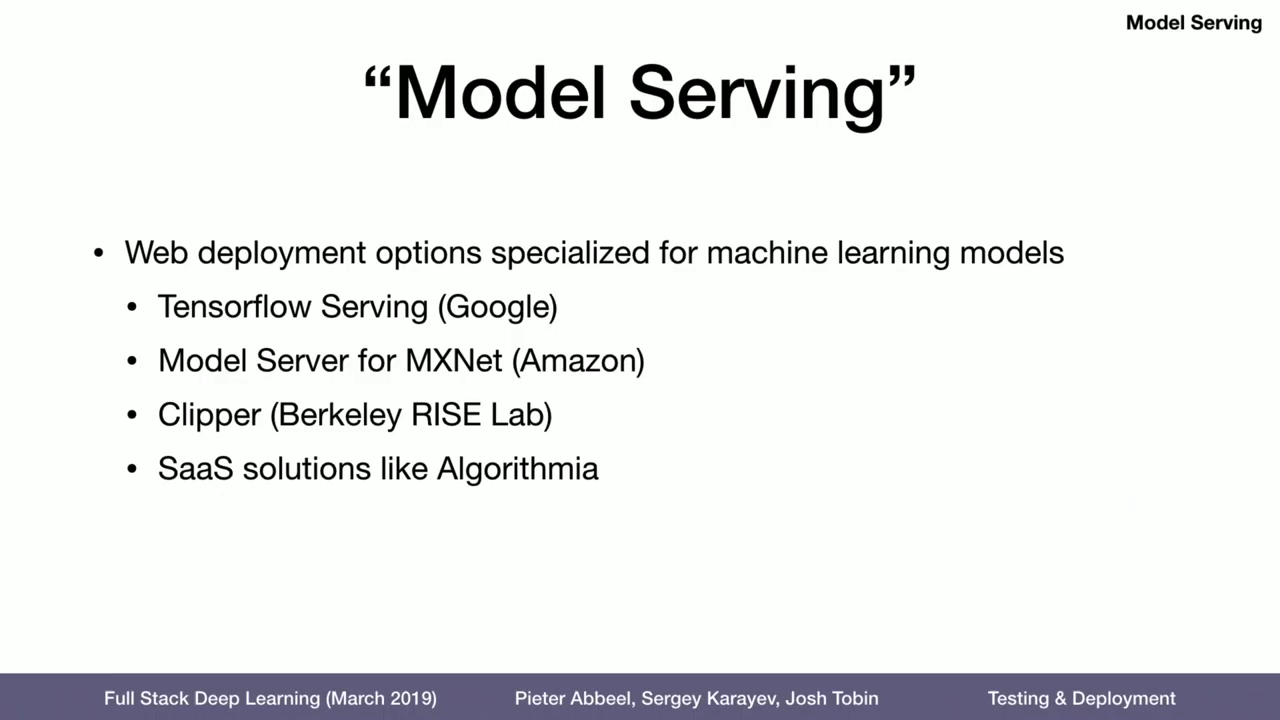 Model Serving
“Model Serving”
• Web deployment options specialized for machine learning models
• Tensorflow Serving (Google)
• Model Server for MXNet (Amazon)
• Clipper (Berkeley RISE Lab)
• SaaS solutions like Algorithmia
Full Stack Deep Learning (March 2019) Pieter Abbeel, Sergey Karayev, Josh Tobin Testing & Deployment